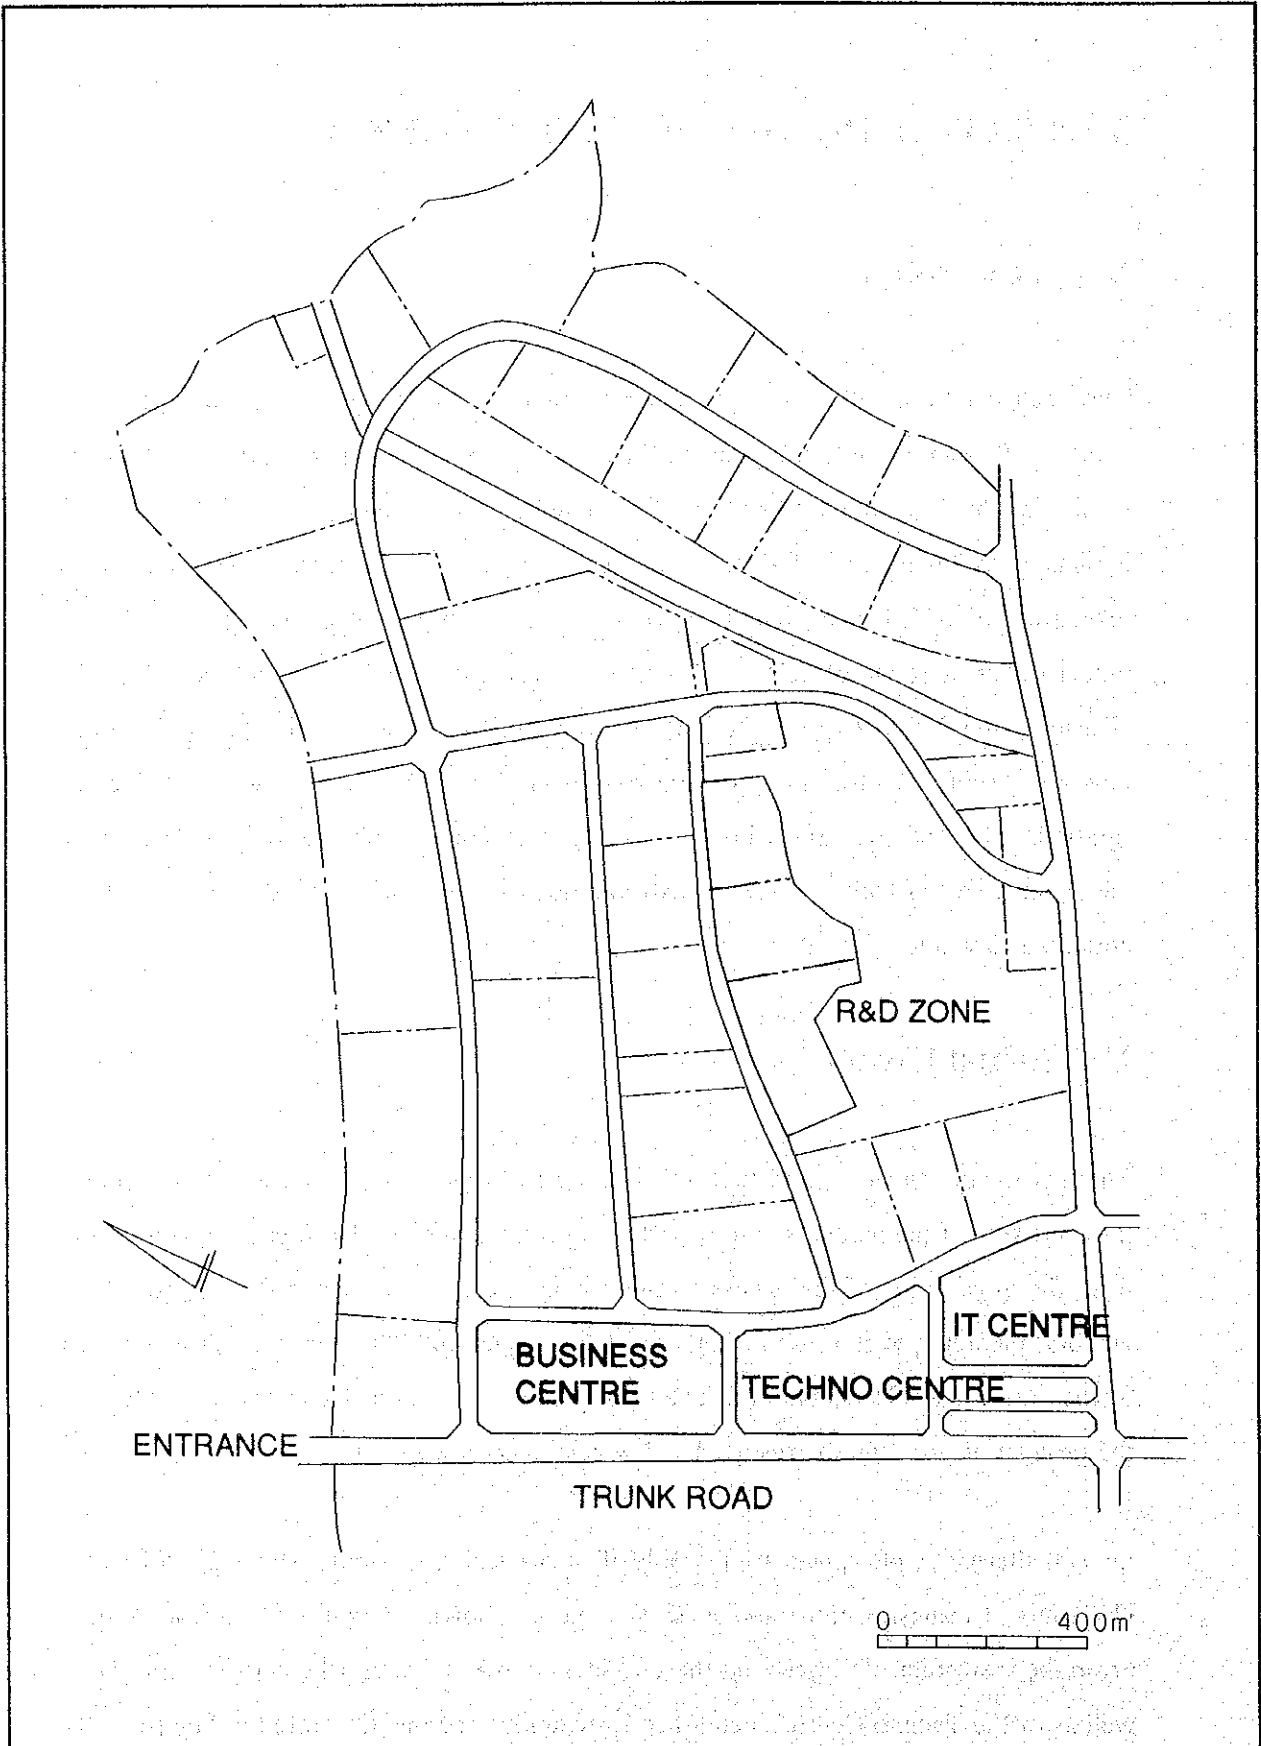 R&D ZONE
IT CENTRE
BUSINESS
CENTRE
TECHNO CENTRE
ENTRANCE
TRUNK ROAD
0 400m